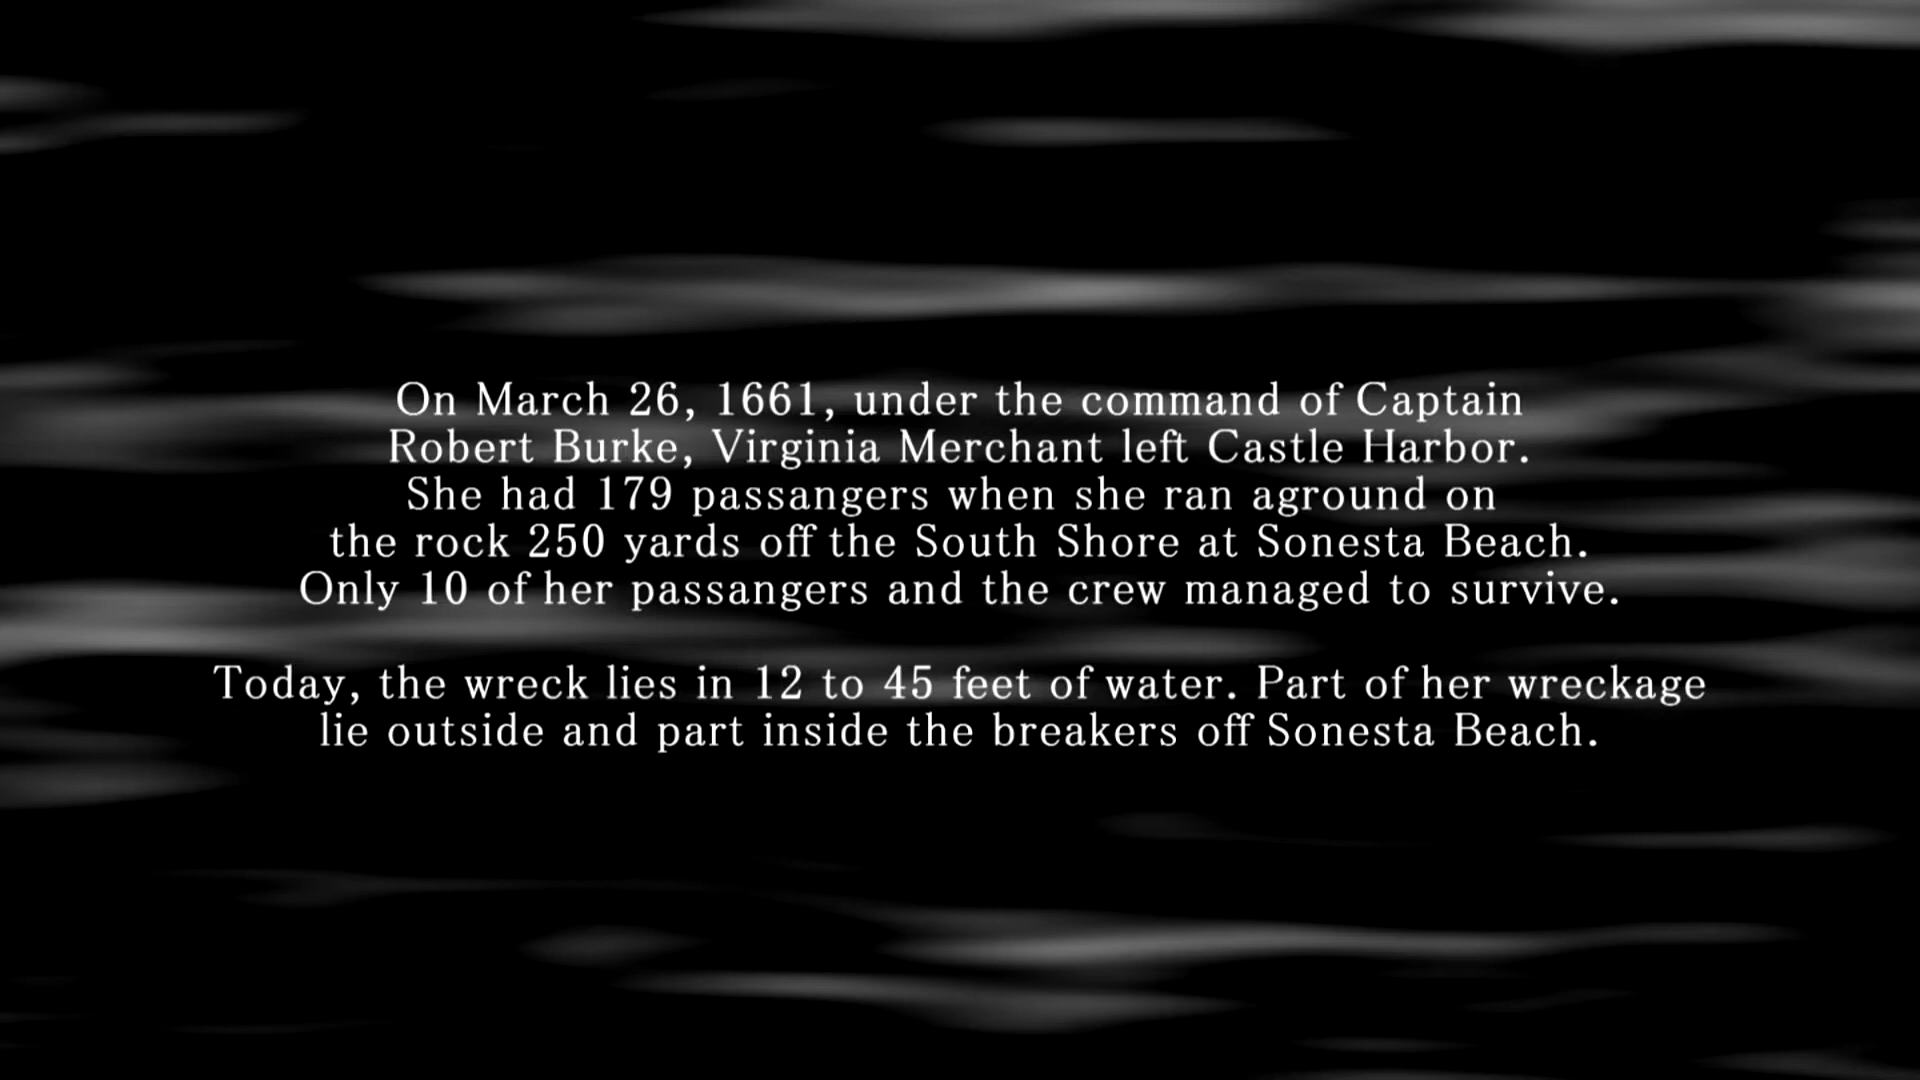 On March 26, 1661, under the command of Captain
Robert Burke, Virginia Merchant left Castle Harbor.
She had 179 passangers when she ran aground on
the rock 250 yards off the South Shore at Sonesta Beach.
Only 10 of her passangers and the crew managed to survive.
Today, the wreck lies in 12 to 45 feet of water. Part of her wreckage
lie outside and part inside the breakers off Sonesta Beach.